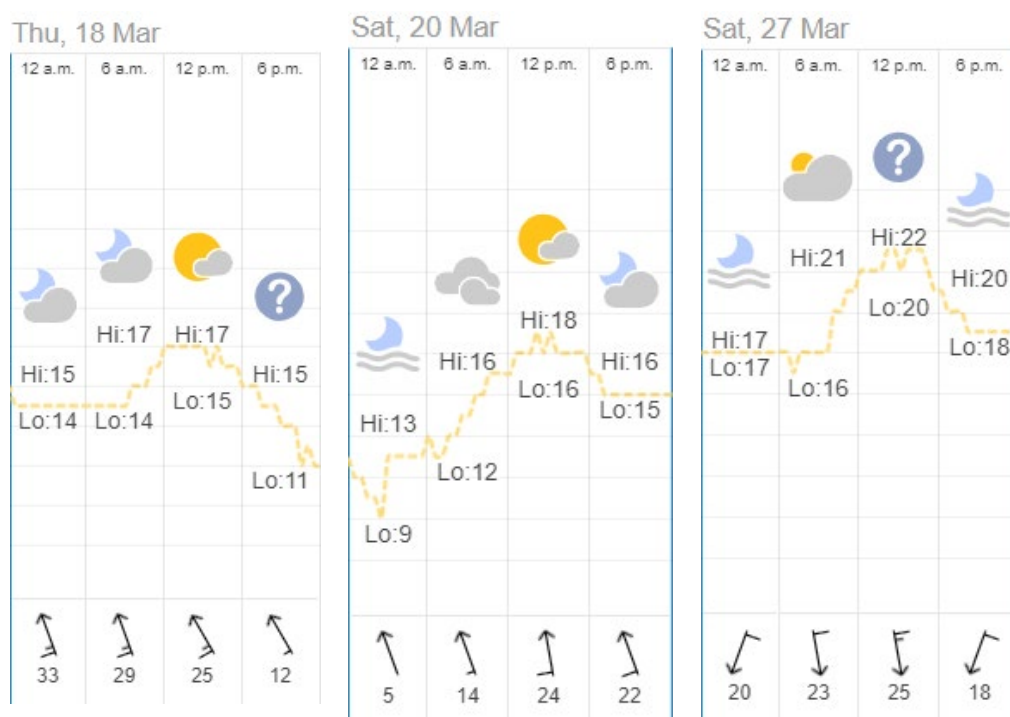 Thu, 18 Mar
12 a.m. 6 a.m. 12 p.m. 6 p.m.
?
Hi:17 Hi:17
Hi:15 Hi:15
Lo:15
Lo:14 Lo:14
Lo:11
33 29 25 12
Sat, 20 Mar
12 a.m. 6 a.m. 12 p.m. 6 p.m.
Hi:18
Hi:16 Hi:16
Lo:16
Lo:15
Hi:13
Lo:12
Lo:9
5 14 24 22
Sat, 27 Mar
12 a.m. 6 a.m. 12 p.m. 6 p.m.
?
Hi:22
Hi:21
Hi:20
Lo:20
Hi:17
Lo:18
Lo:17
Lo:16
20 23 25 18